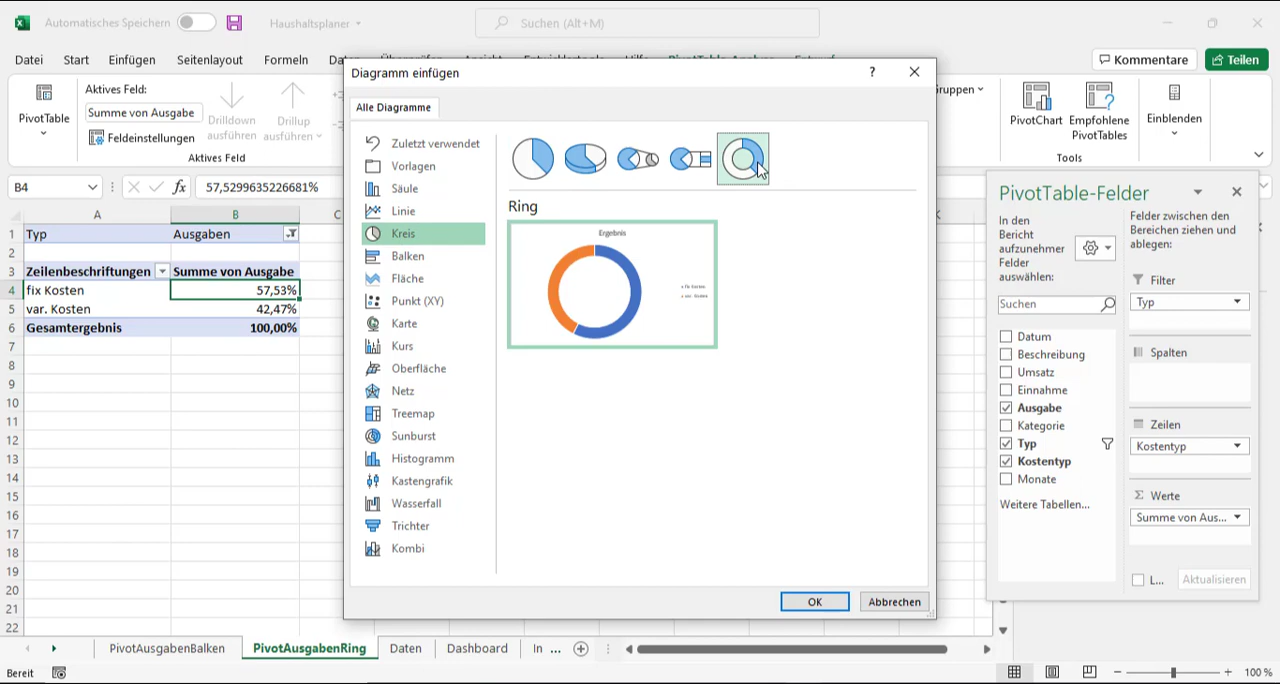 Automatisches Speichern
Haushaltsplaner
Suchen (Alt+M)
Datei Start Einfügen Seitenlayout Formeln
Kommentare
Teilen
PivotTable
Aktives Feld:
Summe von Ausgabe
Feldeinstellungen
Drilldown ausführen
Drillup ausführen
Aktives Feld
PivotChart
Empfohlene PivotTables
Tools
Einblenden
B4
fx
57,5299635226681%
A B C K
1 Typ Ausgaben
2
3 Zeilenbeschriftungen Summe von Ausgabe
4 fix Kosten 57,53%
5 var. Kosten 42,47%
6 Gesamtergebnis 100,00%
7
8
9
10
11
12
13
14
15
16
17
18
19
20
21
22
Diagramm einfügen
?
Alle Diagramme
Zuletzt verwendet
Vorlagen
Säule
Linie
Kreis
Balken
Fläche
Punkt (XY)
Karte
Kurs
Oberfläche
Netz
Treemap
Sunburst
Histogramm
Kastengrafik
Wasserfall
Trichter
Kombi
Ring
Ergebnis
fix Kosten
var. Kosten
OK
Abbrechen
PivotTable-Felder
In den
Bericht
aufzunehmer
Felder
auswählen:
Suchen
Datum
Beschreibung
Umsatz
Einnahme
Ausgabe
Kategorie
Typ
Kostentyp
Monate
Weitere Tabellen...
Felder zwischen den
Bereichen ziehen und
ablegen:
Filter
Typ
Spalten
Zeilen
Kostentyp
Σ Werte
Summe von Aus...
L...
Aktualisieren
PivotAusgabenBalken PivotAusgabenRing Daten Dashboard In ...
Bereit
100 %